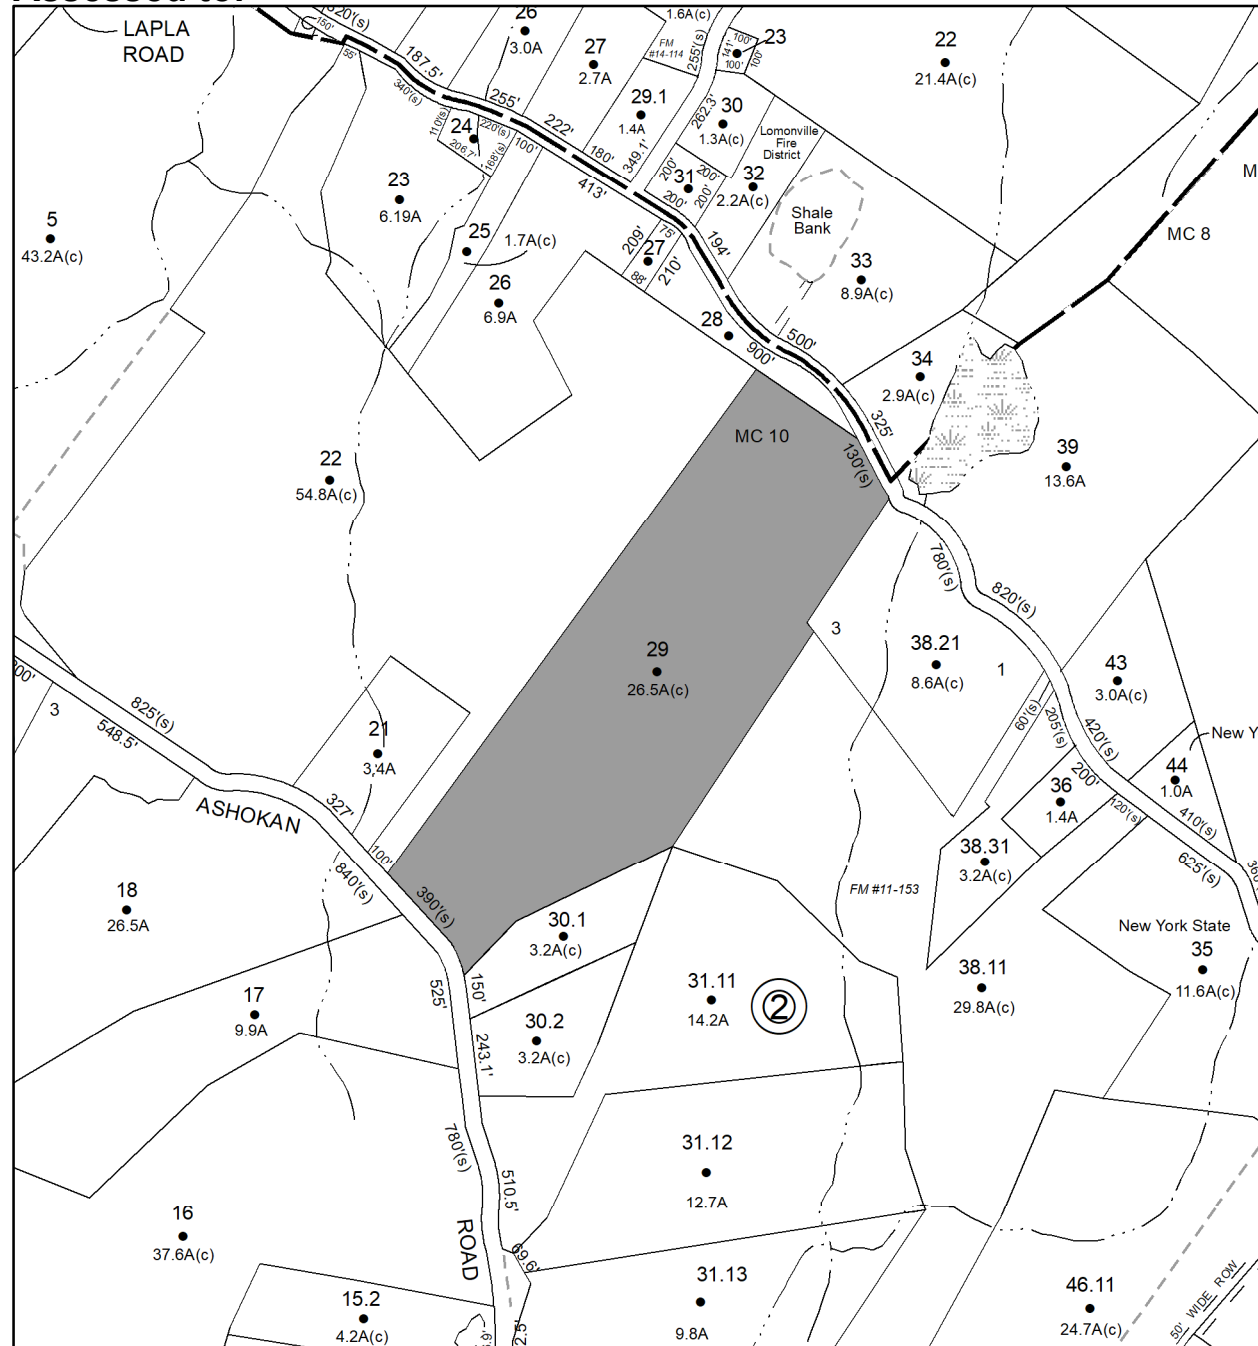 Assessed to:
LAPLA
ROAD
150'
620'(s)
55'
187.5'
340'(s)
26
3.0A
27
2.7A
1.6A(c)
FM
#14-114
255'(s)
141'
100'
100'
100'
23
22
21.4A(c)
MC 8
M
29.1
1.4A
262.3'
30
1.3A(c)
Lomonville
Fire
District
255'
222'
180'
349.1'
110'(s)
24
206.7'
220'(s)
168'(s)
100'
413'
200'
31
200'
200'
200'
32
2.2A(c)
Shale
Bank
33
8.9A(c)
23
6.19A
5
43.2A(c)
25
1.7A(c)
26
6.9A
209'
75'
27
88'
210'
194'
28
900'
500'
34
2.9A(c)
325'
MC 10
130'(s)
39
13.6A
22
54.8A(c)
780'(s)
820'(s)
29
26.5A(c)
3
38.21
8.6A(c)
1
43
3.0A(c)
60'(s)
205'(s)
420'(s)
New Y
44
1.0A
200'
36
1.4A
120'(s)
410'(s)
625'(s)
360
00'
3
825'(s)
548.5'
21
3.4A
ASHOKAN
327'
100'
840'(s)
390'(s)
38.31
3.2A(c)
FM #11-153
New York State
35
11.6A(c)
18
26.5A
30.1
3.2A(c)
150'
525'
31.11
14.2A
2
38.11
29.8A(c)
17
9.9A
30.2
3.2A(c)
243.1'
780'(s)
510.5'
31.12
12.7A
16
37.6A(c)
ROAD
69.6'
31.13
9.8A
46.11
24.7A(c)
50' WIDE ROW
15.2
4.2A(c)
2.5'